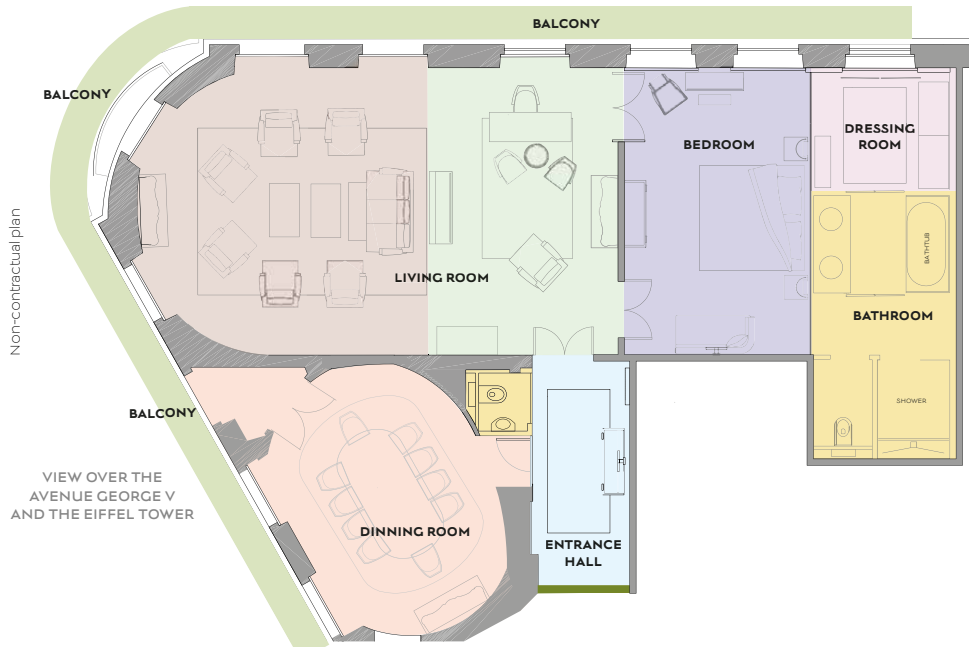 BALCONY
BALCONY
DRESSING
ROOM
BEDROOM
Non-contractual plan
BATHTUB
LIVING ROOM
BATHROOM
SHOWER
BALCONY
VIEW OVER THE
AVENUE GEORGE V
AND THE EIFFEL TOWER
DINNING ROOM
ENTRANCE
HALL